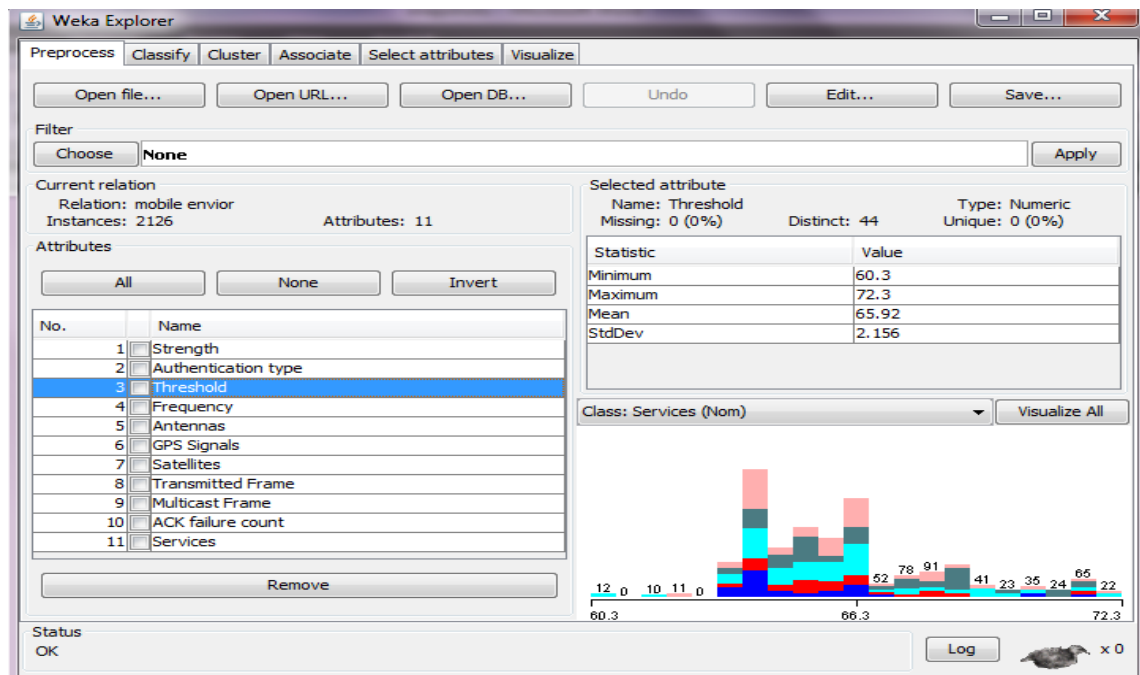 Weka Explorer
Preprocess Classify Cluster Associate Select attributes Visualize
Open file... Open URL... Open DB... Undo Edit... Save...
Filter
Choose None Apply
Current relation
Relation: mobile envior
Instances: 2126 Attributes: 11
Attributes
All None Invert
No. Name
1 Strength
2 Authentication type
3 Threshold
4 Frequency
5 Antennas
6 GPS Signals
7 Satellites
8 Transmitted Frame
9 Multicast Frame
10 ACK failure count
11 Services
Remove
Selected attribute
Name: Threshold Type: Numeric
Missing: 0 (0%) Distinct: 44 Unique: 0 (0%)
Statistic Value
Minimum 60.3
Maximum 72.3
Mean 65.92
StdDev 2.156
Class: Services (Nom) Visualize All
12 0 10 11 0 52 78 91 41 23 35 24 65 22
60.3 66.3 72.3
Status
OK Log x 0